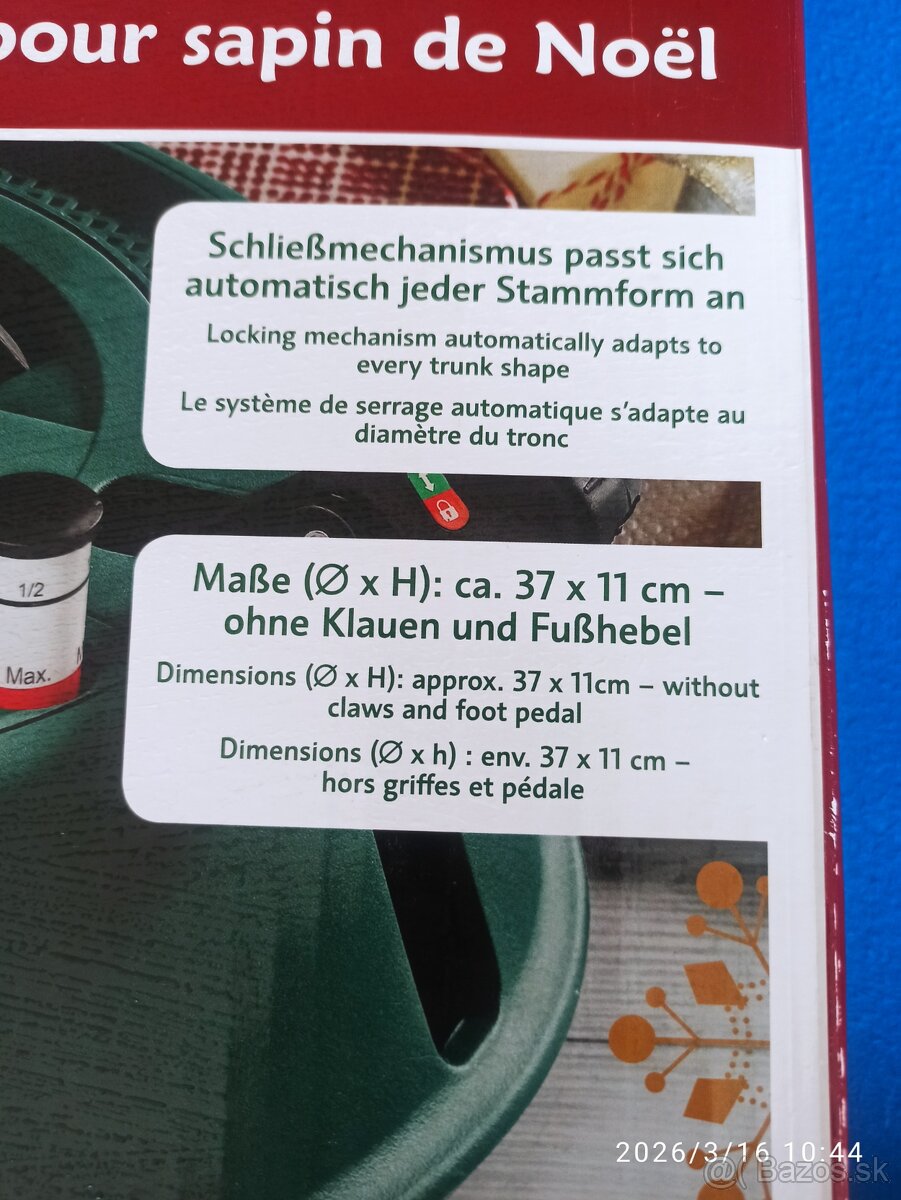 pour sapin de Noël
Schließmechanismus passt sich
automatisch jeder Stammform an
Locking mechanism automatically adapts to
every trunk shape
Le système de serrage automatique s'adapte au
diamètre du tronc
1/2
Max.
Maße (Ø x H): ca. 37 x 11 cm –
ohne Klauen und Fußhebel
Dimensions (Ø x H): approx. 37 x 11cm – without
claws and foot pedal
Dimensions (Ø x h) : env. 37 x 11 cm –
hors griffes et pédale
2026/3/16 10:44
Bazos.sk